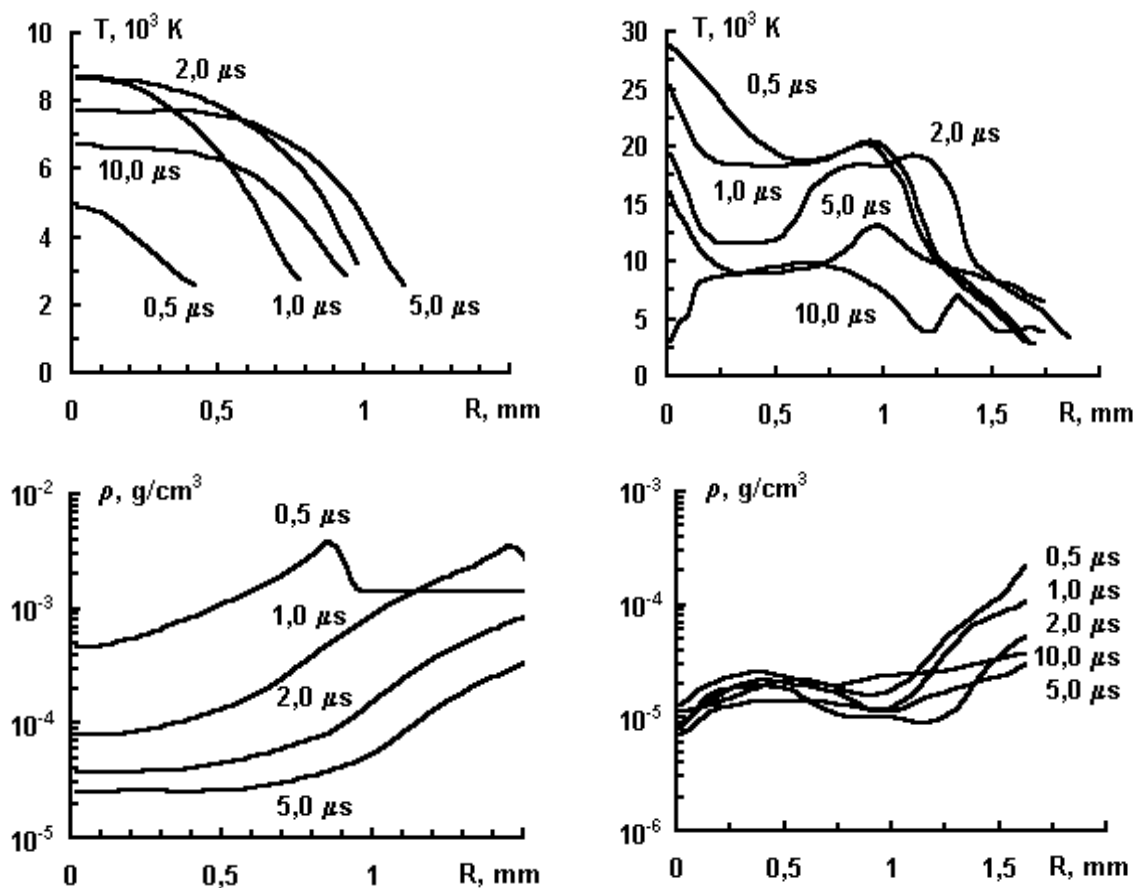 T, 10³ K
10
8
6
4
2
0
2,0 µs
10,0 µs
0,5 µs
1,0 µs
5,0 µs
0
0,5
1
R, mm
T, 10³ K
30
25
20
15
10
5
0
0,5 µs
2,0 µs
1,0 µs
5,0 µs
10,0 µs
0
0,5
1
1,5
R, mm
ρ, g/cm³
10⁻²
10⁻³
10⁻⁴
10⁻⁵
0,5 µs
1,0 µs
2,0 µs
5,0 µs
0
0,5
1
R, mm
ρ, g/cm³
10⁻³
10⁻⁴
10⁻⁵
10⁻⁶
0,5 µs
1,0 µs
2,0 µs
10,0 µs
5,0 µs
0
0,5
1
1,5
R, mm